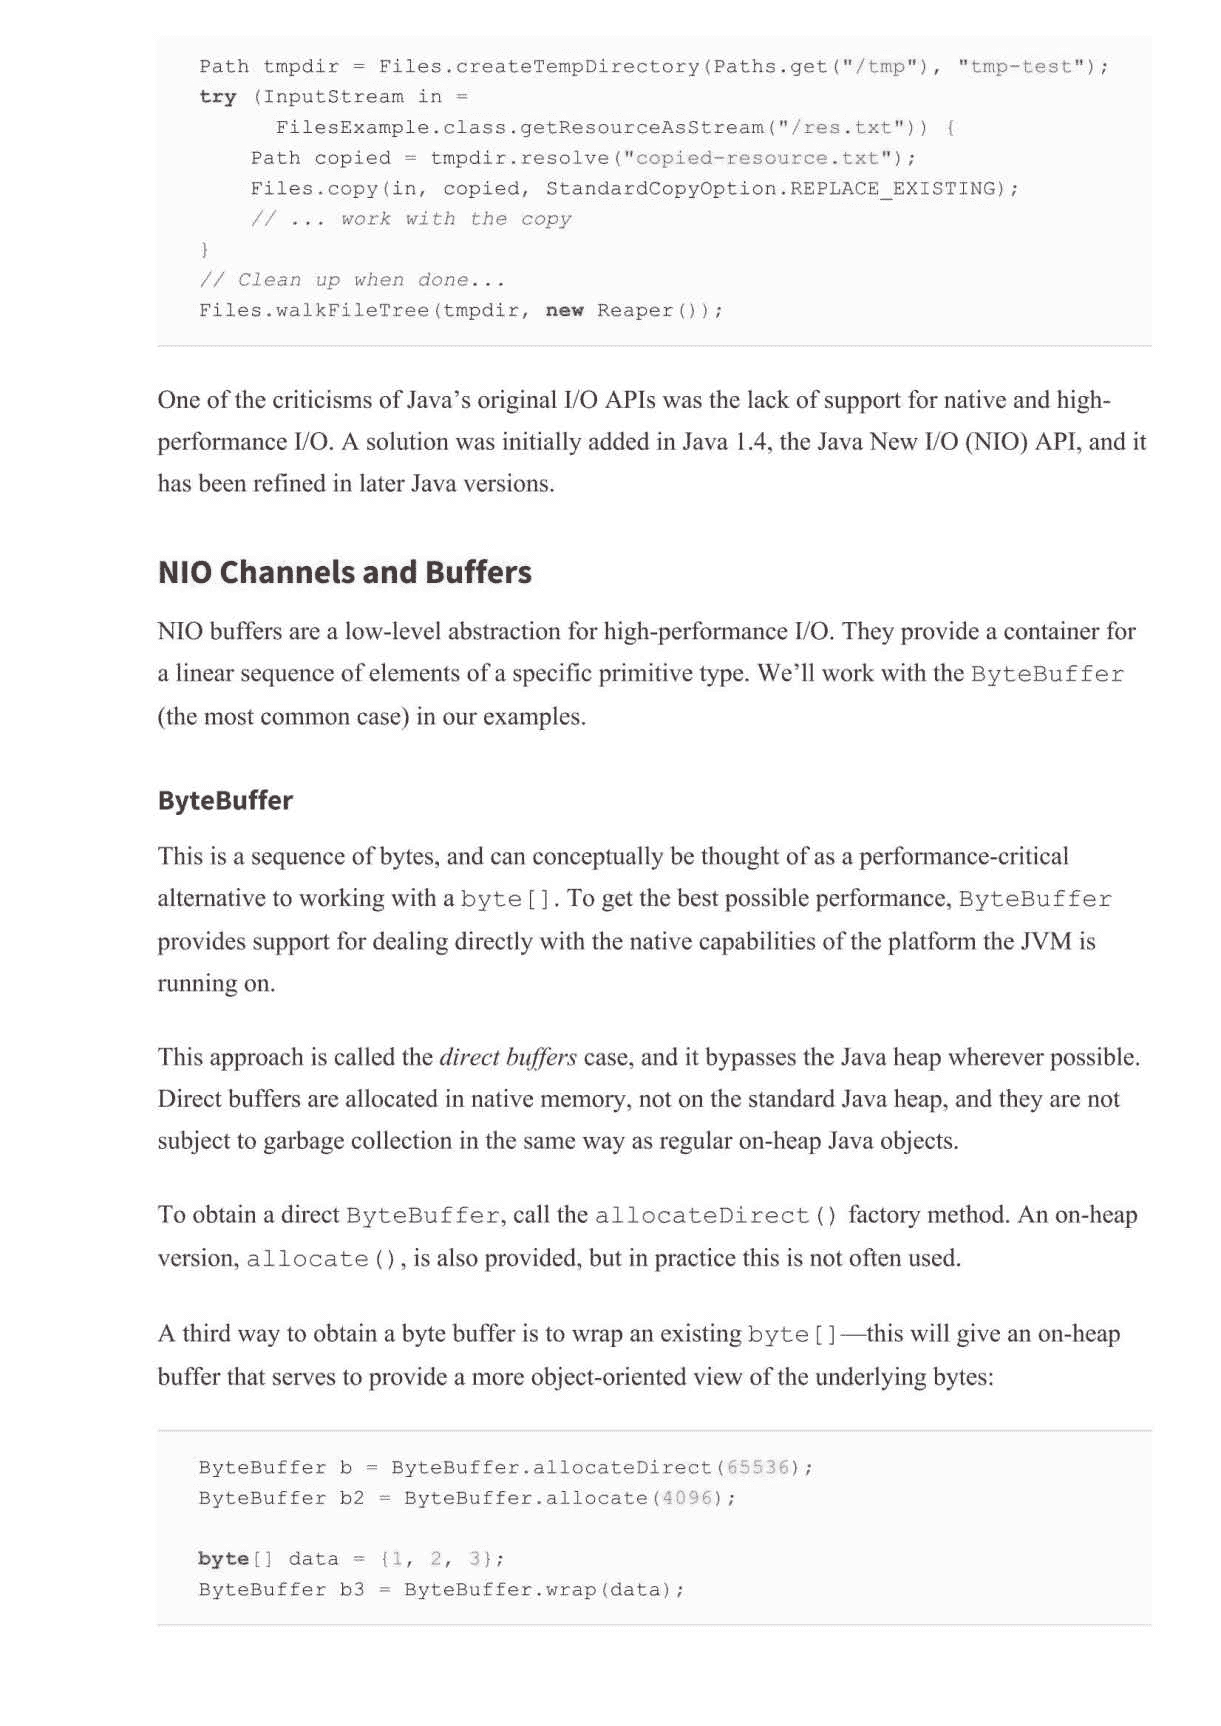 Path tmpdir = Files.createTempDirectory(Paths.get("/tmp"), "tmp-test");
try (InputStream in =
      FilesExample.class.getResourceAsStream("/res.txt")) {
    Path copied = tmpdir.resolve("copied-resource.txt");
    Files.copy(in, copied, StandardCopyOption.REPLACE_EXISTING);
    // ... work with the copy
}
// Clean up when done...
Files.walkFileTree(tmpdir, new Reaper());
One of the criticisms of Java’s original I/O APIs was the lack of support for native and high-
performance I/O. A solution was initially added in Java 1.4, the Java New I/O (NIO) API, and it
has been refined in later Java versions.
NIO Channels and Buffers
NIO buffers are a low-level abstraction for high-performance I/O. They provide a container for
a linear sequence of elements of a specific primitive type. We’ll work with the ByteBuffer
(the most common case) in our examples.
ByteBuffer
This is a sequence of bytes, and can conceptually be thought of as a performance-critical
alternative to working with a byte[]. To get the best possible performance, ByteBuffer
provides support for dealing directly with the native capabilities of the platform the JVM is
running on.
This approach is called the direct buffers case, and it bypasses the Java heap wherever possible.
Direct buffers are allocated in native memory, not on the standard Java heap, and they are not
subject to garbage collection in the same way as regular on-heap Java objects.
To obtain a direct ByteBuffer, call the allocateDirect() factory method. An on-heap
version, allocate(), is also provided, but in practice this is not often used.
A third way to obtain a byte buffer is to wrap an existing byte[]—this will give an on-heap
buffer that serves to provide a more object-oriented view of the underlying bytes:
ByteBuffer b = ByteBuffer.allocateDirect(65536);
ByteBuffer b2 = ByteBuffer.allocate(4096);
byte[] data = {1, 2, 3};
ByteBuffer b3 = ByteBuffer.wrap(data);